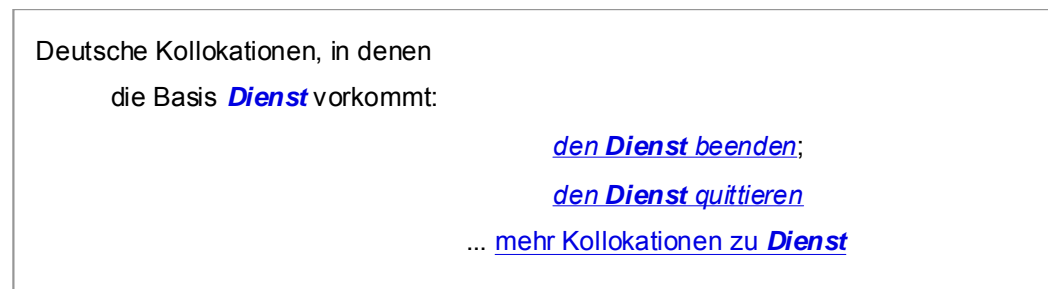 Deutsche Kollokationen, in denen
die Basis Dienst vorkommt:
den Dienst beenden;
den Dienst quittieren
... mehr Kollokationen zu Dienst